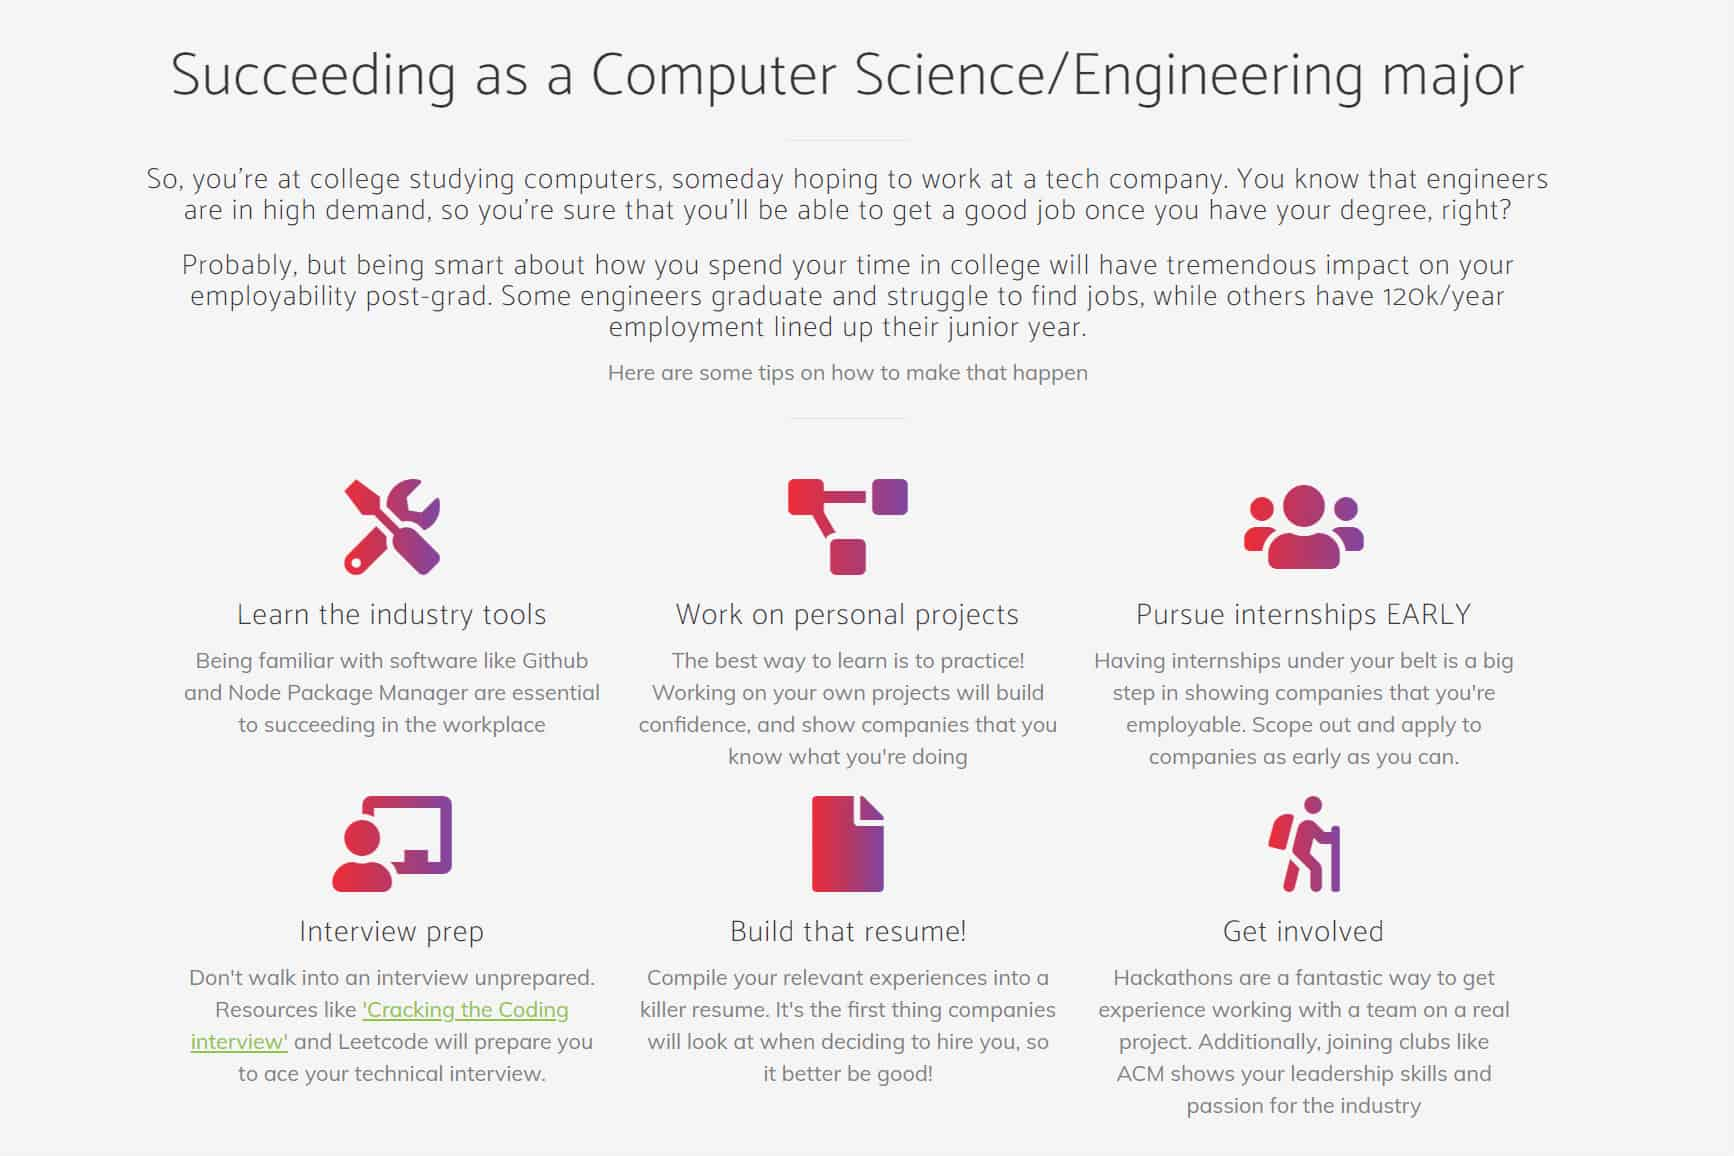 Succeeding as a Computer Science/Engineering major
So, you’re at college studying computers, someday hoping to work at a tech company. You know that engineers
are in high demand, so you’re sure that you’ll be able to get a good job once you have your degree, right?
Probably, but being smart about how you spend your time in college will have tremendous impact on your
employability post-grad. Some engineers graduate and struggle to find jobs, while others have 120k/year
employment lined up their junior year.
Here are some tips on how to make that happen
Learn the industry tools
Being familiar with software like Github
and Node Package Manager are essential
to succeeding in the workplace
Work on personal projects
The best way to learn is to practice!
Working on your own projects will build
confidence, and show companies that you
know what you're doing
Pursue internships EARLY
Having internships under your belt is a big
step in showing companies that you're
employable. Scope out and apply to
companies as early as you can.
Interview prep
Don't walk into an interview unprepared.
Resources like 'Cracking the Coding
interview' and Leetcode will prepare you
to ace your technical interview.
Build that resume!
Compile your relevant experiences into a
killer resume. It's the first thing companies
will look at when deciding to hire you, so
it better be good!
Get involved
Hackathons are a fantastic way to get
experience working with a team on a real
project. Additionally, joining clubs like
ACM shows your leadership skills and
passion for the industry